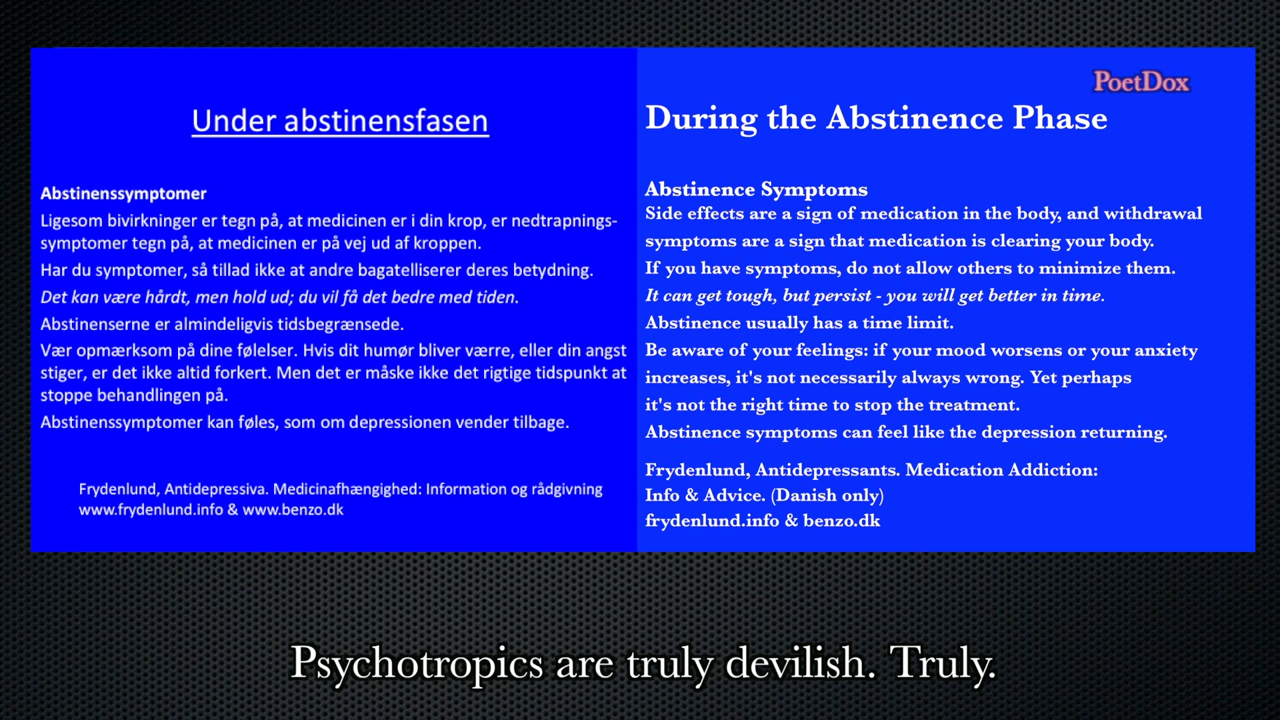 Under abstinensfasen
Abstinenssymptomer
Ligesom bivirkninger er tegn på, at medicinen er i din krop, er nedtrapnings-
symptomer tegn på, at medicinen er på vej ud af kroppen.
Har du symptomer, så tillad ikke at andre bagatelliserer deres betydning.
Det kan være hårdt, men hold ud; du vil få det bedre med tiden.
Abstinenserne er almindeligvis tidsbegrænsede.
Vær opmærksom på dine følelser. Hvis dit humør bliver værre, eller din angst
stiger, er det ikke altid forkert. Men det er måske ikke det rigtige tidspunkt at
stoppe behandlingen på.
Abstinenssymptomer kan føles, som om depressionen vender tilbage.
Frydenlund, Antidepressiva. Medicinafhængighed: Information og rådgivning
www.frydenlund.info & www.benzo.dk
PoetDox
During the Abstinence Phase
Abstinence Symptoms
Side effects are a sign of medication in the body, and withdrawal
symptoms are a sign that medication is clearing your body.
If you have symptoms, do not allow others to minimize them.
It can get tough, but persist - you will get better in time.
Abstinence usually has a time limit.
Be aware of your feelings: if your mood worsens or your anxiety
increases, it's not necessarily always wrong. Yet perhaps
it's not the right time to stop the treatment.
Abstinence symptoms can feel like the depression returning.
Frydenlund, Antidepressants. Medication Addiction:
Info & Advice. (Danish only)
frydenlund.info & benzo.dk
Psychotropics are truly devilish. Truly.